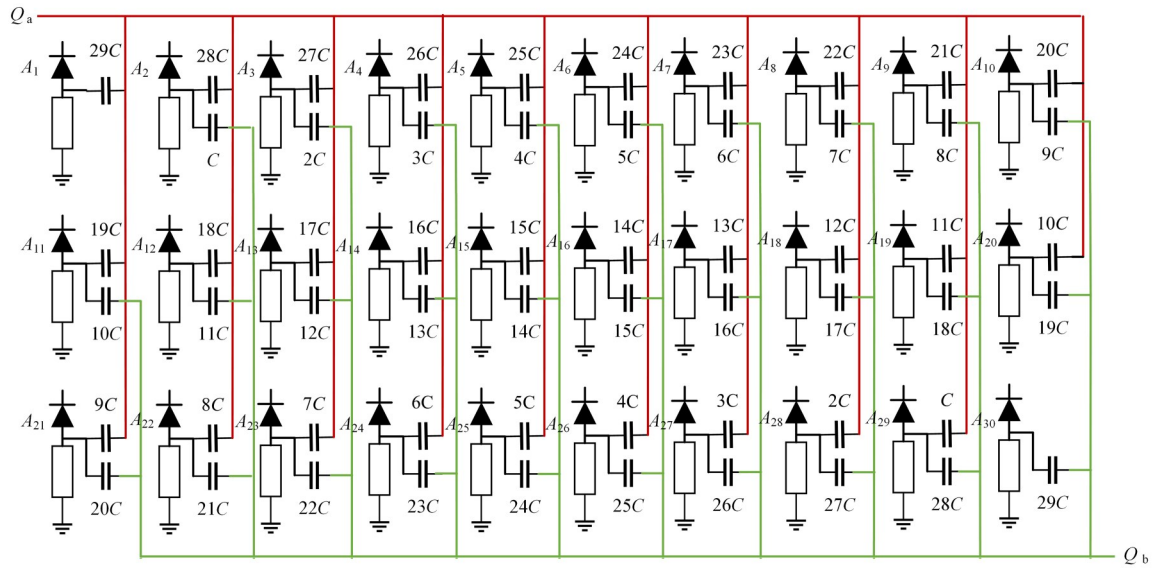 Qa
29C 28C 27C 26C 25C 24C 23C 22C 21C 20C
A1 A2 A3 A4 A5 A6 A7 A8 A9 A10
C 2C 3C 4C 5C 6C 7C 8C 9C
19C 18C 17C 16C 15C 14C 13C 12C 11C 10C
A11 A12 A13 A14 A15 A16 A17 A18 A19 A20
10C 11C 12C 13C 14C 15C 16C 17C 18C 19C
9C 8C 7C 6C 5C 4C 3C 2C C
A21 A22 A23 A24 A25 A26 A27 A28 A29 A30
20C 21C 22C 23C 24C 25C 26C 27C 28C 29C
Qb